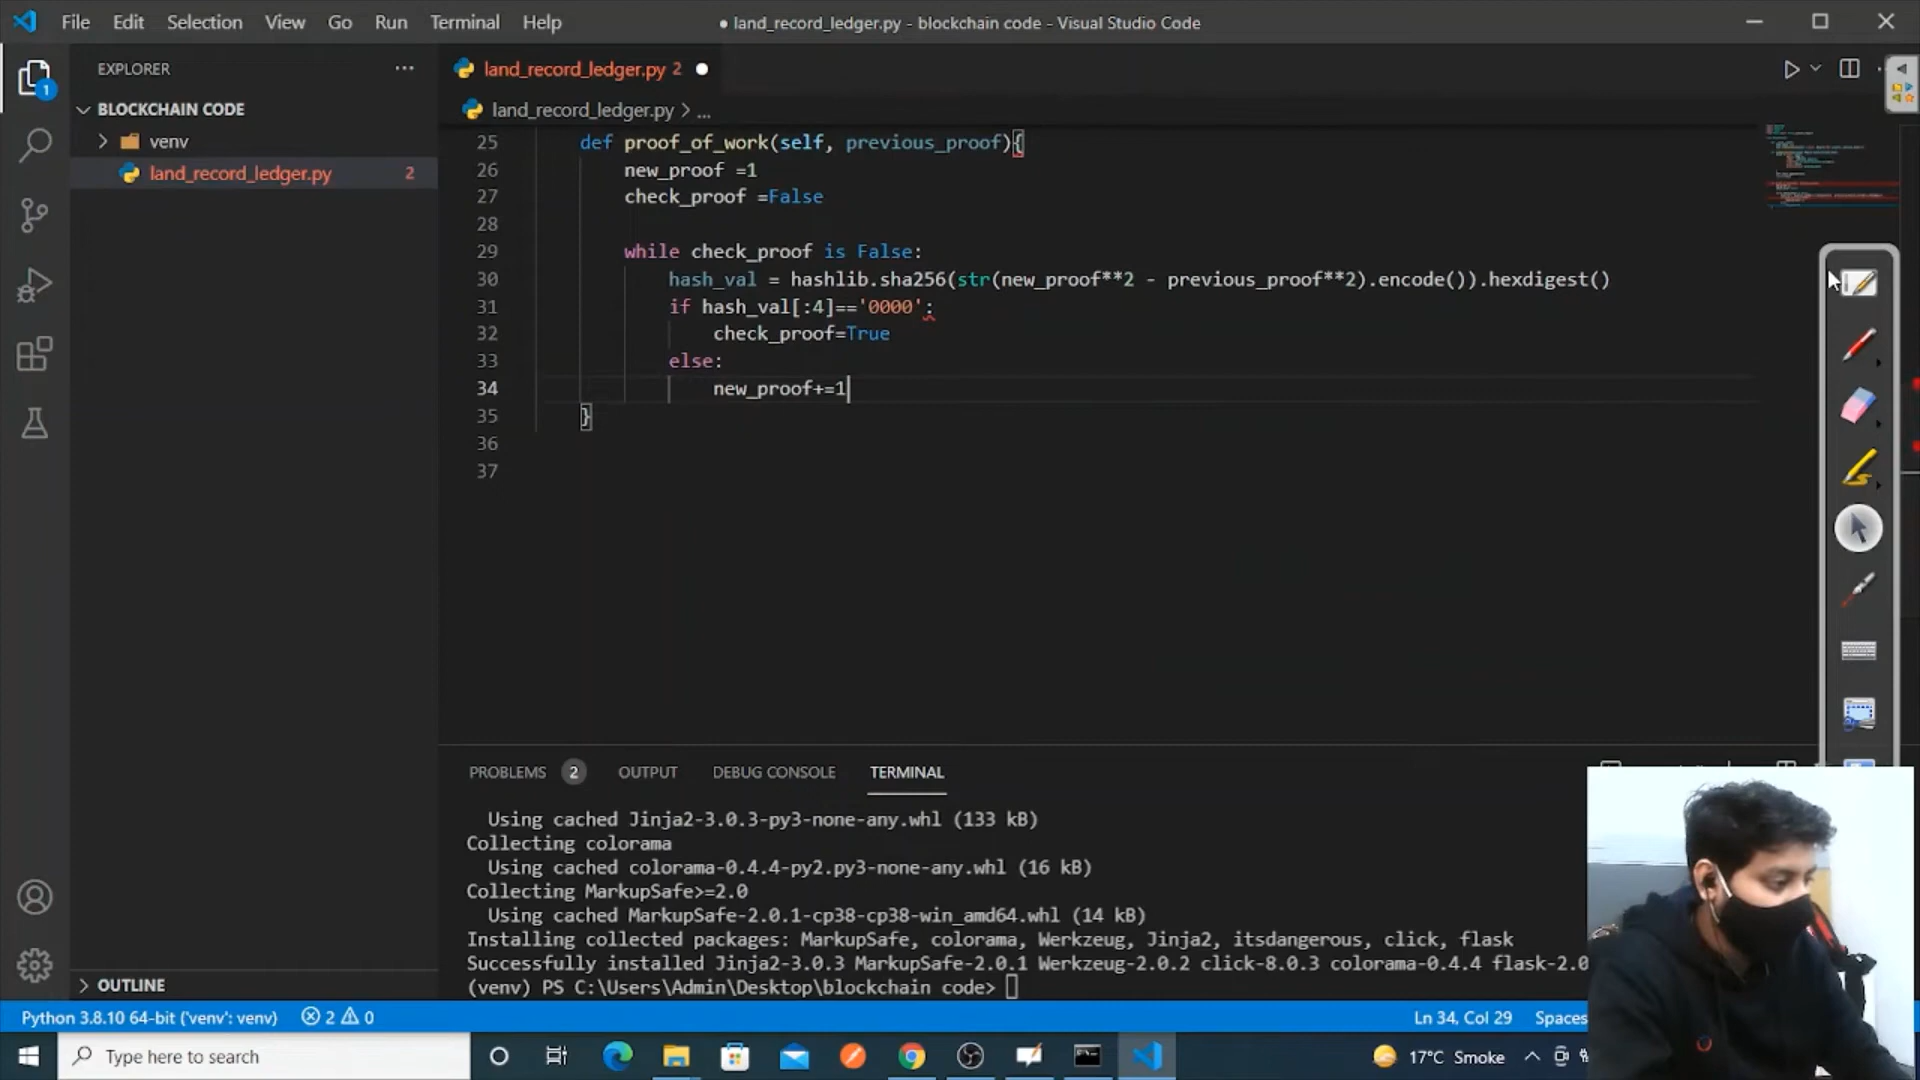 File Edit Selection View Go Run Terminal Help
● land_record_ledger.py - blockchain code - Visual Studio Code
EXPLORER ...
land_record_ledger.py 2 ●
BLOCKCHAIN CODE
land_record_ledger.py > ...
venv
land_record_ledger.py 2
1
25 def proof_of_work(self, previous_proof){
26 new_proof =1
27 check_proof =False
28
29 while check_proof is False:
30 hash_val = hashlib.sha256(str(new_proof**2 - previous_proof**2).encode()).hexdigest()
31 if hash_val[:4]=='0000':
32 check_proof=True
33 else:
34 new_proof+=1
35 }
36
37
PROBLEMS 2 OUTPUT DEBUG CONSOLE TERMINAL
Using cached Jinja2-3.0.3-py3-none-any.whl (133 kB)
Collecting colorama
Using cached colorama-0.4.4-py2.py3-none-any.whl (16 kB)
Collecting MarkupSafe>=2.0
Using cached MarkupSafe-2.0.1-cp38-cp38-win_amd64.whl (14 kB)
Installing collected packages: MarkupSafe, colorama, Werkzeug, Jinja2, itsdangerous, click, flask
Successfully installed Jinja2-3.0.3 MarkupSafe-2.0.1 Werkzeug-2.0.2 click-8.0.3 colorama-0.4.4 flask-2.0
(venv) PS C:\Users\Admin\Desktop\blockchain code>
OUTLINE
Python 3.8.10 64-bit ('venv': venv) 2 0 Ln 34, Col 29 Spaces
Type here to search
17°C Smoke